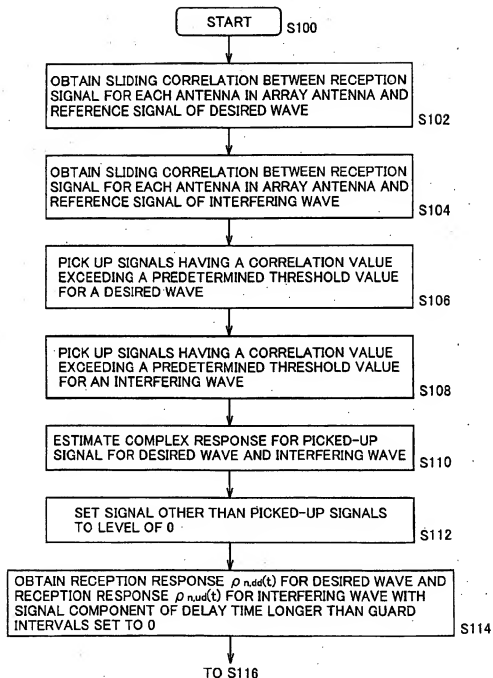 START
S100
OBTAIN SLIDING CORRELATION BETWEEN RECEPTION
SIGNAL FOR EACH ANTENNA IN ARRAY ANTENNA AND
REFERENCE SIGNAL OF DESIRED WAVE
S102
OBTAIN SLIDING CORRELATION BETWEEN RECEPTION
SIGNAL FOR EACH ANTENNA IN ARRAY ANTENNA AND
REFERENCE SIGNAL OF INTERFERING WAVE
S104
PICK UP SIGNALS HAVING A CORRELATION VALUE
EXCEEDING A PREDETERMINED THRESHOLD VALUE
FOR A DESIRED WAVE
S106
PICK UP SIGNALS HAVING A CORRELATION VALUE
EXCEEDING A PREDETERMINED THRESHOLD VALUE
FOR AN INTERFERING WAVE
S108
ESTIMATE COMPLEX RESPONSE FOR PICKED-UP
SIGNAL FOR DESIRED WAVE AND INTERFERING WAVE
S110
SET SIGNAL OTHER THAN PICKED-UP SIGNALS
TO LEVEL OF 0
S112
OBTAIN RECEPTION RESPONSE ρ n,dd(t) FOR DESIRED WAVE AND
RECEPTION RESPONSE ρ n,ud(t) FOR INTERFERING WAVE WITH
SIGNAL COMPONENT OF DELAY TIME LONGER THAN GUARD
INTERVALS SET TO 0
S114
TO S116